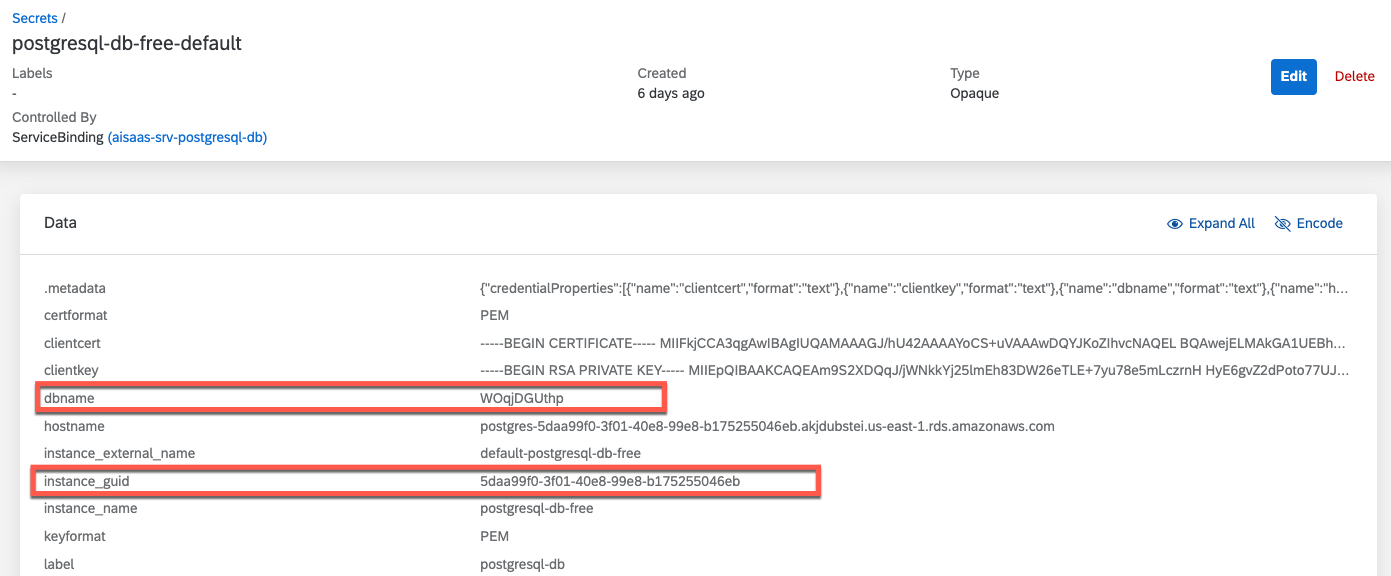 Secrets /
postgresql-db-free-default
Labels
-
Created
6 days ago
Type
Opaque
Edit
Delete
Controlled By
ServiceBinding (aisaas-srv-postgresql-db)
Data
Expand All
Encode
.metadata {"credentialProperties":[{"name":"clientcert","format":"text"},{"name":"clientkey","format":"text"},{"name":"dbname","format":"text"},{"name":"h...
certformat PEM
clientcert -----BEGIN CERTIFICATE----- MIIFkjCCA3qgAwIBAgIUQAMAAAGJ/hU42AAAAYoCS+uVAAAwDQYJKoZIhvcNAQEL BQAwejELMAkGA1UEBh...
clientkey -----BEGIN RSA PRIVATE KEY----- MIIEpQIBAAKCAQEAm9S2XDQqJ/jWNkkYj25lmEh83DW26eTLE+7yu78e5mLczrnH HyE6gvZ2dPoto77UJ...
dbname WOqjDGUthp
hostname postgres-5daa99f0-3f01-40e8-99e8-b175255046eb.akjdubstei.us-east-1.rds.amazonaws.com
instance_external_name default-postgresql-db-free
instance_guid 5daa99f0-3f01-40e8-99e8-b175255046eb
instance_name postgresql-db-free
keyformat PEM
label postgresql-db